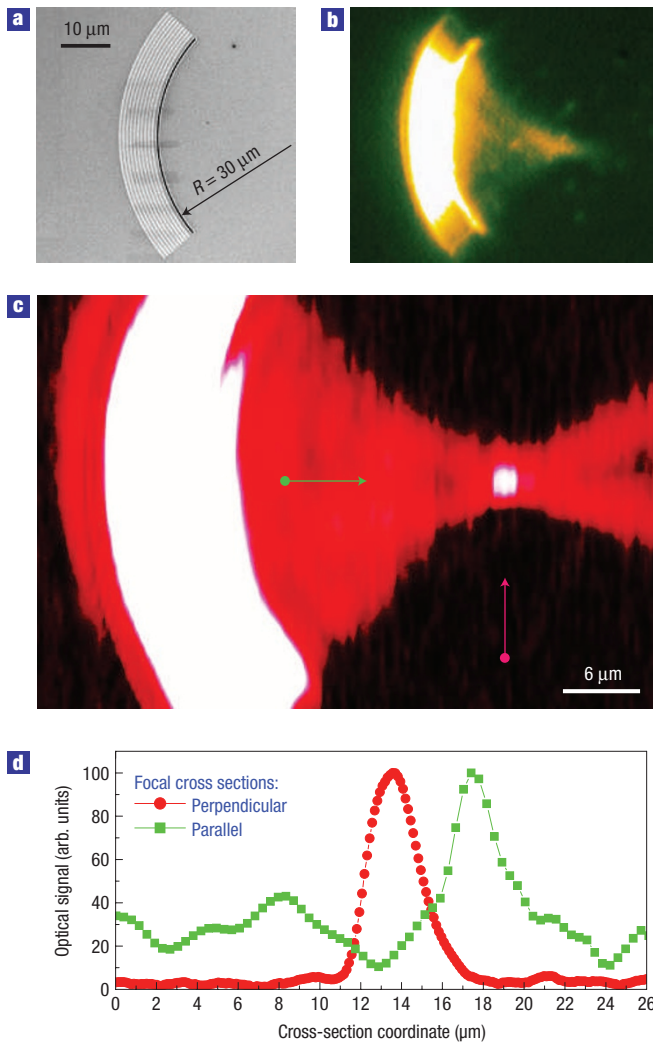 a
10 µm
R = 30 µm
b
c
6 µm
d
Optical signal (arb. units)
100
80
60
40
20
0
Focal cross sections:
Perpendicular
Parallel
0 2 4 6 8 10 12 14 16 18 20 22 24 26
Cross-section coordinate (µm)